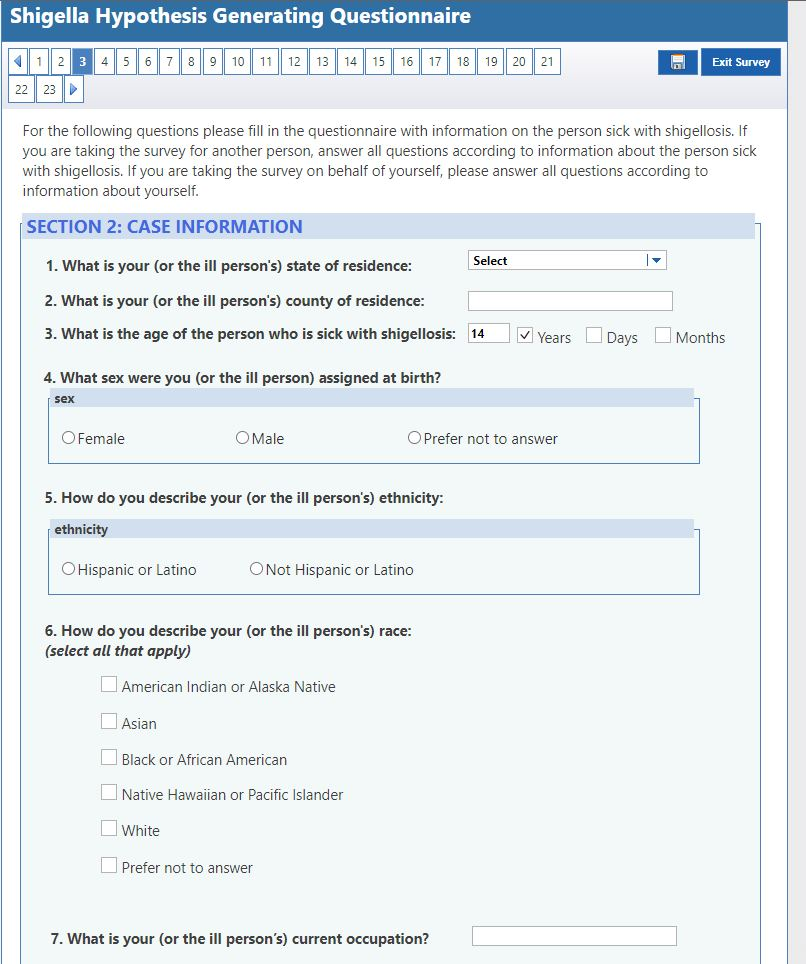 Shigella Hypothesis Generating Questionnaire
1 2 3 4 5 6 7 8 9 10 11 12 13 14 15 16 17 18 19 20 21
Exit Survey
22 23
For the following questions please fill in the questionnaire with information on the person sick with shigellosis. If
you are taking the survey for another person, answer all questions according to information about the person sick
with shigellosis. If you are taking the survey on behalf of yourself, please answer all questions according to
information about yourself.
SECTION 2: CASE INFORMATION
1. What is your (or the ill person's) state of residence: Select
2. What is your (or the ill person's) county of residence:
3. What is the age of the person who is sick with shigellosis: 14 Years Days Months
4. What sex were you (or the ill person) assigned at birth?
sex
Female Male Prefer not to answer
5. How do you describe your (or the ill person's) ethnicity:
ethnicity
Hispanic or Latino Not Hispanic or Latino
6. How do you describe your (or the ill person's) race:
(select all that apply)
American Indian or Alaska Native
Asian
Black or African American
Native Hawaiian or Pacific Islander
White
Prefer not to answer
7. What is your (or the ill person's) current occupation?